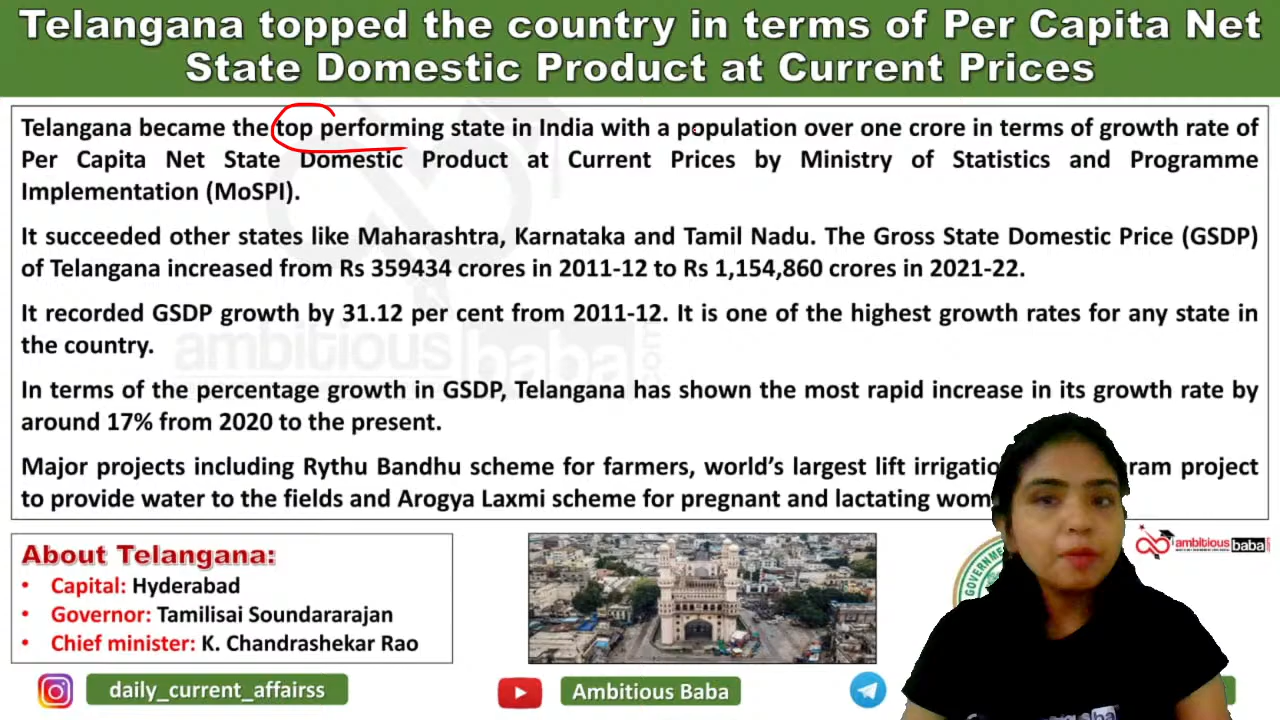 Telangana topped the country in terms of Per Capita Net
State Domestic Product at Current Prices
Telangana became the top performing state in India with a population over one crore in terms of growth rate of
Per Capita Net State Domestic Product at Current Prices by Ministry of Statistics and Programme
Implementation (MoSPI).
It succeeded other states like Maharashtra, Karnataka and Tamil Nadu. The Gross State Domestic Price (GSDP)
of Telangana increased from Rs 359434 crores in 2011-12 to Rs 1,154,860 crores in 2021-22.
It recorded GSDP growth by 31.12 per cent from 2011-12. It is one of the highest growth rates for any state in
the country.
ambitious baba .com
In terms of the percentage growth in GSDP, Telangana has shown the most rapid increase in its growth rate by
around 17% from 2020 to the present.
Major projects including Rythu Bandhu scheme for farmers, world's largest lift project
to provide water to the fields and Arogya Laxmi scheme for pregnant and lactating
About Telangana:
• Capital: Hyderabad
• Governor: Tamilisai Soundararajan
• Chief minister: K. Chandrashekar Rao
ambitious baba .com
daily_current_affairss
Ambitious Baba